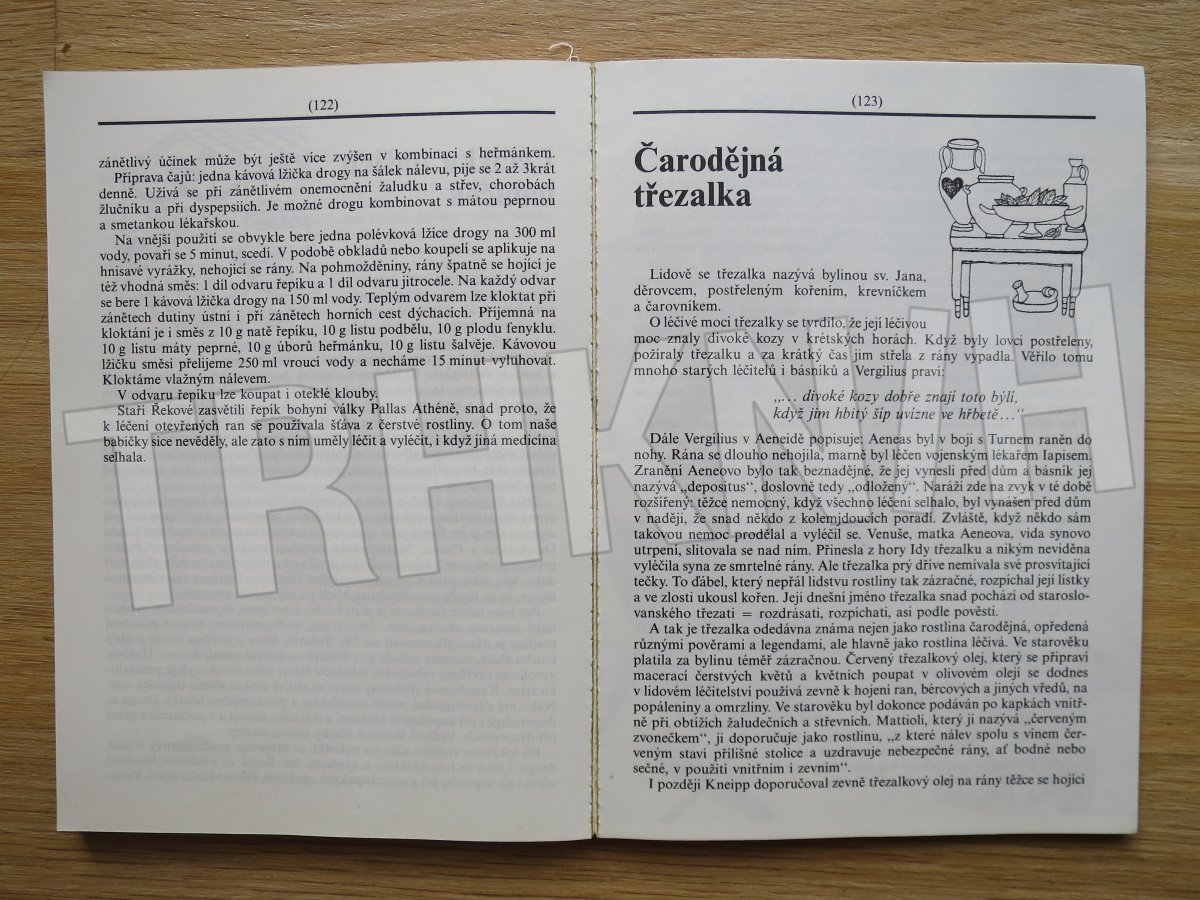 (122)
zánětlivý účinek může být ještě více zvýšen v kombinaci s heřmánkem.
Příprava čajů: jedna kávová lžička drogy na šálek nálevu, pije se 2 až 3krát
denně. Užívá se při zánětlivém onemocnění žaludku a střev, chorobách
žlučníku a při dyspepsiích. Je možné drogu kombinovat s mátou peprnou
a smetankou lékařskou.
Na vnější použití se obvykle bere jedna polévková lžíce drogy na 300 ml
vody, povaří se 5 minut, scedí. V podobě obkladů nebo koupelí se aplikuje na
hnisavé vyrážky, nehojící se rány. Na pohmožděniny, rány špatně se hojící je
též vhodná směs: 1 díl odvaru řepíku a 1 díl odvaru jitrocele. Na každý odvar
se bere 1 kávová lžička drogy na 150 ml vody. Teplým odvarem lze kloktat při
zánětech dutiny ústní i při zánětech horních cest dýchacích. Příjemná na
kloktání je i směs z 10 g natě řepíku, 10 g listu podbělu, 10 g plodu fenyklu.
10 g listu máty peprné, 10 g úborů heřmánku, 10 g listu šalvěje. Kávovou
lžičku směsi přelijeme 250 ml vroucí vody a necháme 15 minut vyluhovat.
Kloktáme vlažným nálevem.
V odvaru řepíku lze koupat i oteklé klouby.
Staří Řekové zasvětili řepík bohyni války Pallas Athéně, snad proto, že
k léčení otevřených ran se používala šťáva z čerstvé rostliny. O tom naše
babičky sice nevěděly, ale zato s ním uměly léčit a vyléčit, i když jiná medicína
selhala.
(123)
Čarodějná
třezalka
Lidově se třezalka nazývá bylinou sv. Jana,
děrovcem, postřeleným kořením, krevníčkem
a čarovníkem.
O léčivé moci třezalky se tvrdilo, že její léčivou
moc znaly divoké kozy v krétských horách. Když byly lovci postřeleny,
požíraly třezalku a za krátký čas jim střela z rány vypadla. Věřilo tomu
mnoho starých léčitelů i básníků a Vergilius praví:
„... divoké kozy dobře znají toto býlí,
když jim hbitý šíp uvízne ve hřbetě...“
Dále Vergilius v Aeneidě popisuje: Aeneas byl v boji s Turnem raněn do
nohy. Rána se dlouho nehojila, marně byl léčen vojenským lékařem Iapisem.
Zranění Aeneovo bylo tak beznadějné, že jej vynesli před dům a básník jej
nazývá „depositus“, doslovně tedy „odložený“. Naráží zde na zvyk v té době
rozšířený: těžce nemocný, když všechno léčení selhalo, byl vynášen před dům
v naději, že snad někdo z kolemjdoucích poradí. Zvláště, když někdo sám
takovou nemoc prodělal a vyléčil se. Venuše, matka Aeneova, vida synovo
utrpení, slitovala se nad ním. Přinesla z hory Idy třezalku a nikým neviděna
vyléčila syna ze smrtelné rány. Ale třezalka prý dříve nemívala své prosvítající
tečky. To ďábel, který nepřál lidstvu rostliny tak zázračné, rozpíchal její lístky
a ve zlosti ukousl kořen. Její dnešní jméno třezalka snad pochází od staroslo-
vanského třezati = rozdrásati, rozpíchati, asi podle pověsti.
A tak je třezalka odedávna známa nejen jako rostlina čarodějná, opředená
různými pověrami a legendami, ale hlavně jako rostlina léčivá. Ve starověku
platila za bylinu téměř zázračnou. Červený třezalkový olej, který se připraví
macerací čerstvých květů a květních poupat v olivovém oleji se dodnes
v lidovém léčitelství používá zevně k hojení ran, bércových a jiných vředů, na
popáleniny a omrzliny. Ve starověku byl dokonce podáván po kapkách vnitř-
ně při obtížích žaludečních a střevních. Mattioli, který ji nazývá „červeným
zvonečkem“, ji doporučuje jako rostlinu, „z které nálev spolu s vínem čer-
veným staví přílišné stolice a uzdravuje nebezpečné rány, ať bodné nebo
sečné, v použití vnitřním i zevním“.
I později Kneipp doporučoval zevně třezalkový olej na rány těžce se hojící
TRHKNIH